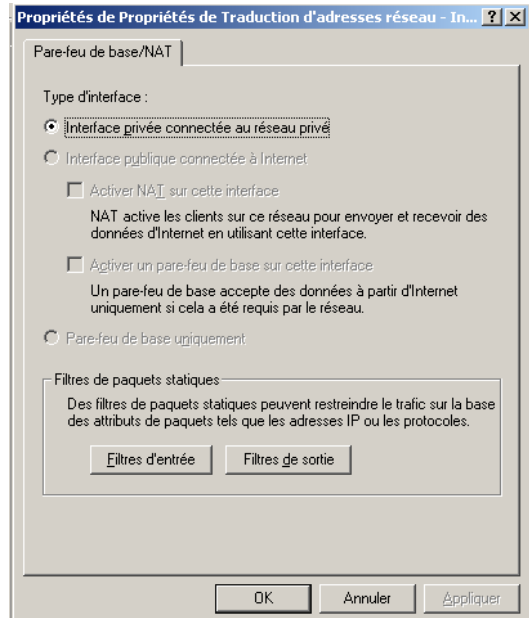 Propriétés de Propriétés de Traduction d'adresses réseau - In...
Pare-feu de base/NAT
Type d'interface :
Interface privée connectée au réseau privé
Interface publique connectée à Internet
Activer NAT sur cette interface
NAT active les clients sur ce réseau pour envoyer et recevoir des
données d'Internet en utilisant cette interface.
Activer un pare-feu de base sur cette interface
Un pare-feu de base accepte des données à partir d'Internet
uniquement si cela a été requis par le réseau.
Pare-feu de base uniquement
Filtres de paquets statiques
Des filtres de paquets statiques peuvent restreindre le trafic sur la base
des attributs de paquets tels que les adresses IP ou les protocoles.
Filtres d'entrée Filtres de sortie
OK Annuler Appliquer